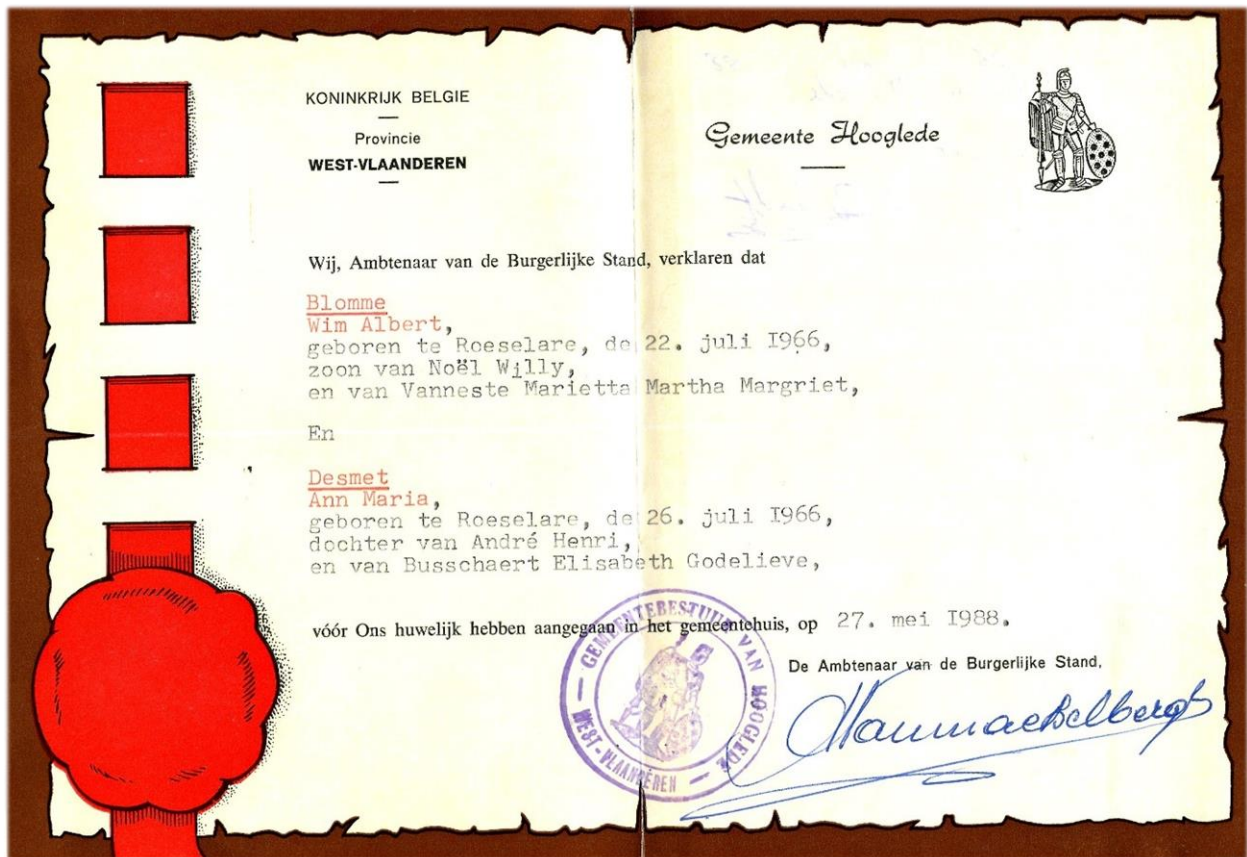 KONINKRIJK BELGIE
Provincie
WEST-VLAANDEREN
Gemeente Hooglede
Wij, Ambtenaar van de Burgerlijke Stand, verklaren dat
Blomme
Wim Albert,
geboren te Roeselare, de 22. juli I966,
zoon van Noël Willy,
en van Vanneste Marietta Martha Margriet,
En
Desmet
Ann Maria,
geboren te Roeselare, de 26. juli I966,
dochter van André Henri,
en van Busschaert Elisabeth Godelieve,
vóór Ons huwelijk hebben aangegaan in het gemeentehuis, op 27. mei I988.
De Ambtenaar van de Burgerlijke Stand,
GEMEENTEBESTUUR VAN HOOGLEDE
WEST-VLAANDEREN